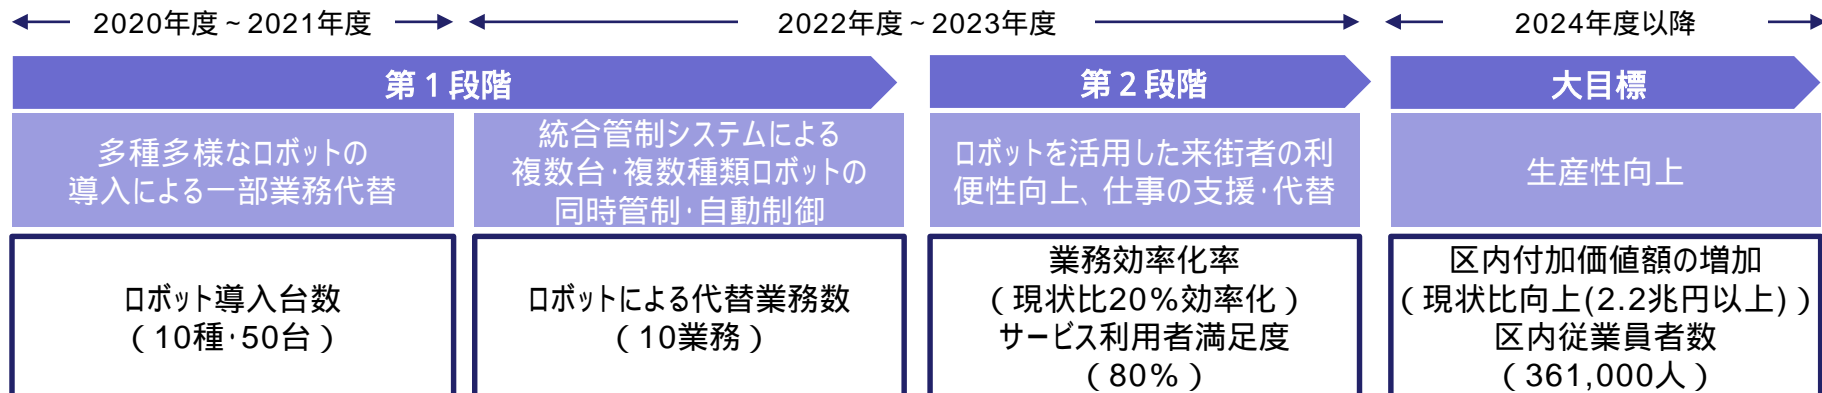 2020年度~2021年度
2022年度~2023年度
2024年度以降
第1段階
第2段階
大目標
多種多様なロボットの
導入による一部業務代替
統合管制システムによる
複数台・複数種類ロボットの
同時管制・自動制御
ロボットを活用した来街者の利
便性向上、仕事の支援・代替
生産性向上
ロボット導入台数
(10種・50台)
ロボットによる代替業務数
(10業務)
業務効率化率
(現状比20%効率化)
サービス利用者満足度
(80%)
区内付加価値額の増加
(現状比向上(2.2兆円以上))
区内従業員者数
(361,000人)